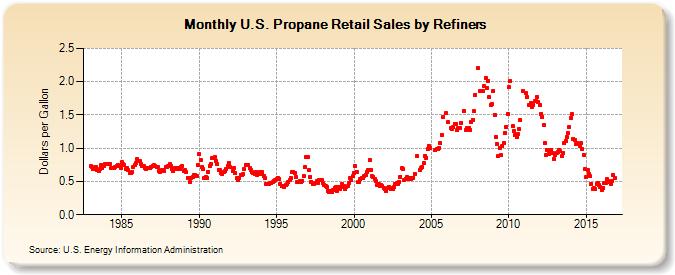 Monthly U.S. Propane Retail Sales by Refiners
Dollars per Gallon
2.5
2.0
1.5
1.0
0.5
0.0
1985 1990 1995 2000 2005 2010 2015
Source: U.S. Energy Information Administration